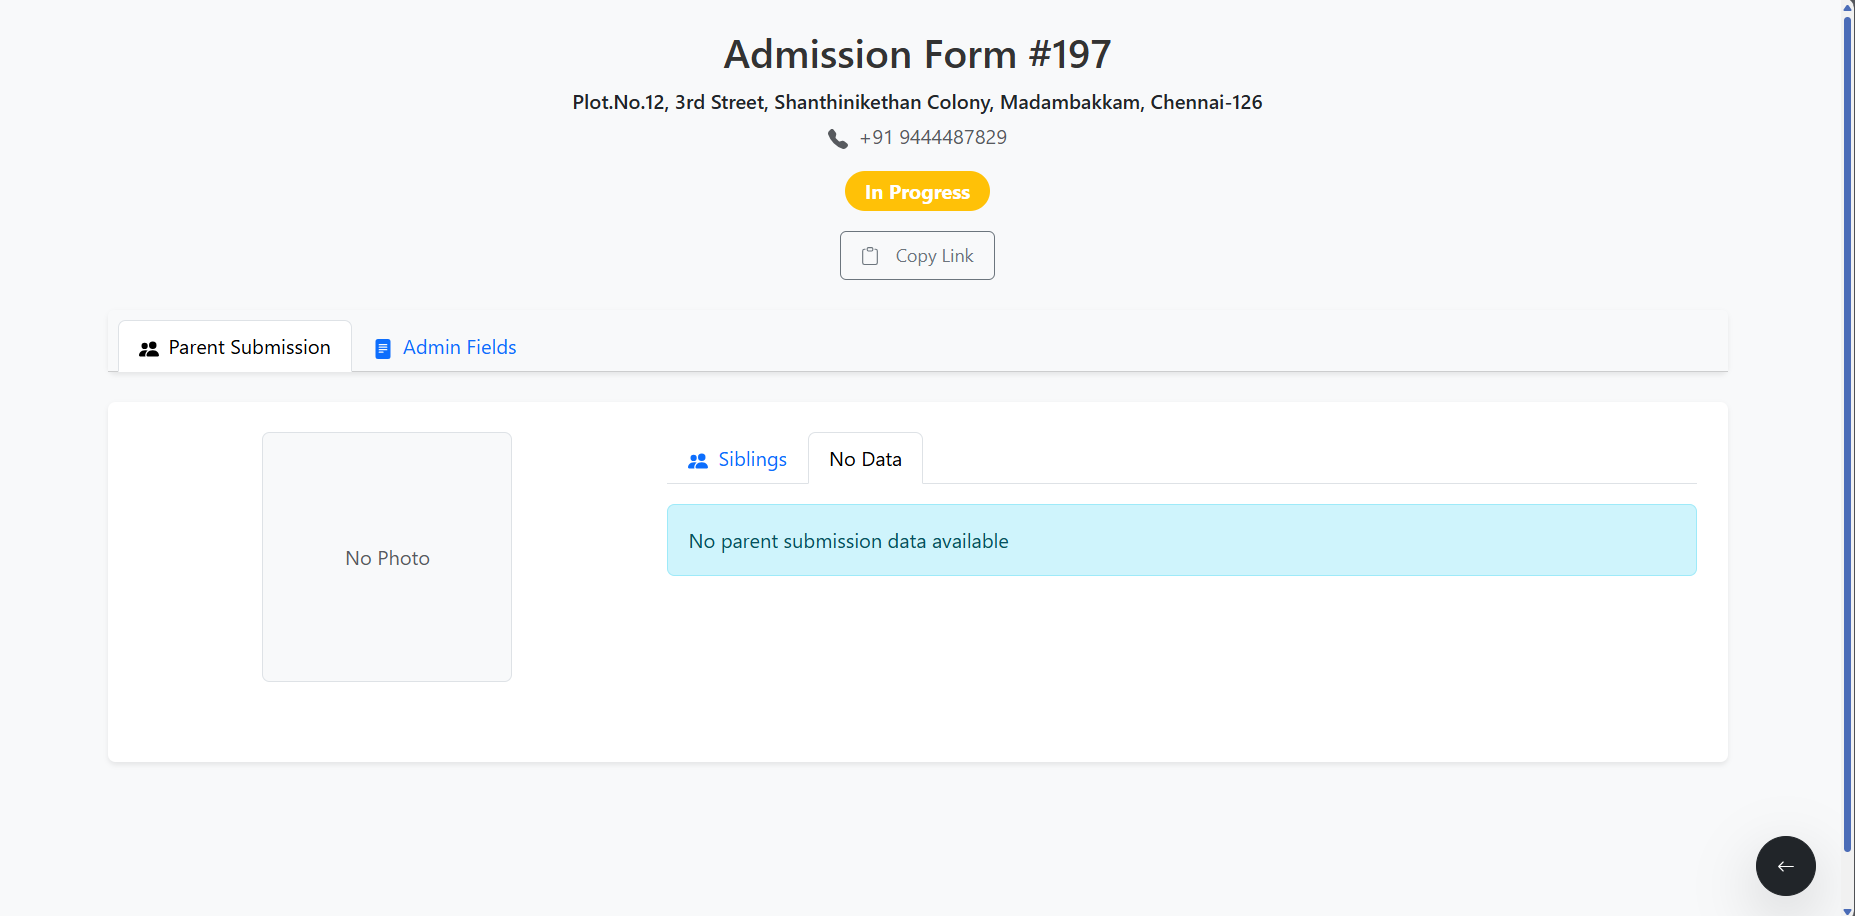 Admission Form #197
Plot.No.12, 3rd Street, Shanthinikethan Colony, Madambakkam, Chennai-126
+91 9444487829
In Progress
Copy Link
Parent Submission
Admin Fields
No Photo
Siblings
No Data
No parent submission data available